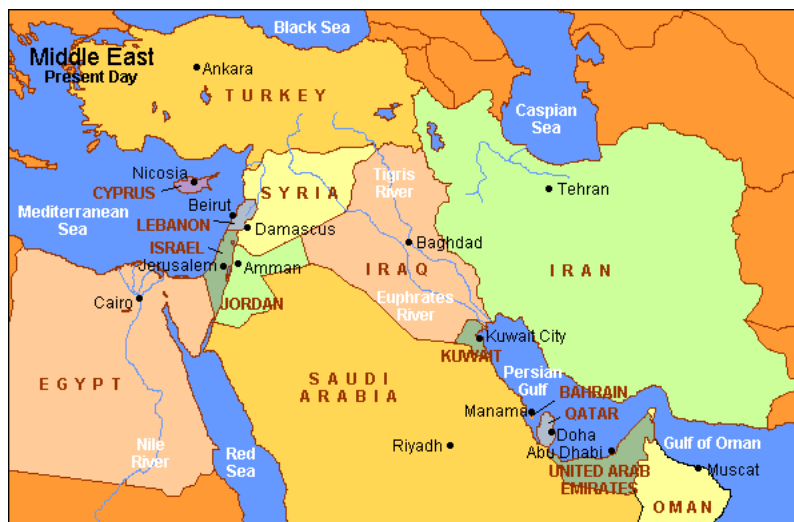 Black Sea
Middle East
Present Day
Ankara
TURKEY
Caspian
Sea
Nicosia
CYPRUS
Tigris
River
Tehran
SYRIA
Beirut
Mediterranean
Sea
LEBANON
Damascus
ISRAEL
Baghdad
Jerusalem
Amman
IRAQ
IRAN
Cairo
JORDAN
Euphrates
River
Kuwait City
KUWAIT
EGYPT
SAUDI
ARABIA
Persian
Gulf
BAHRAIN
Manama
QATAR
Doha
Nile
River
Red
Sea
Riyadh
Abu Dhabi
Gulf of Oman
UNITED ARAB
EMIRATES
Muscat
OMAN